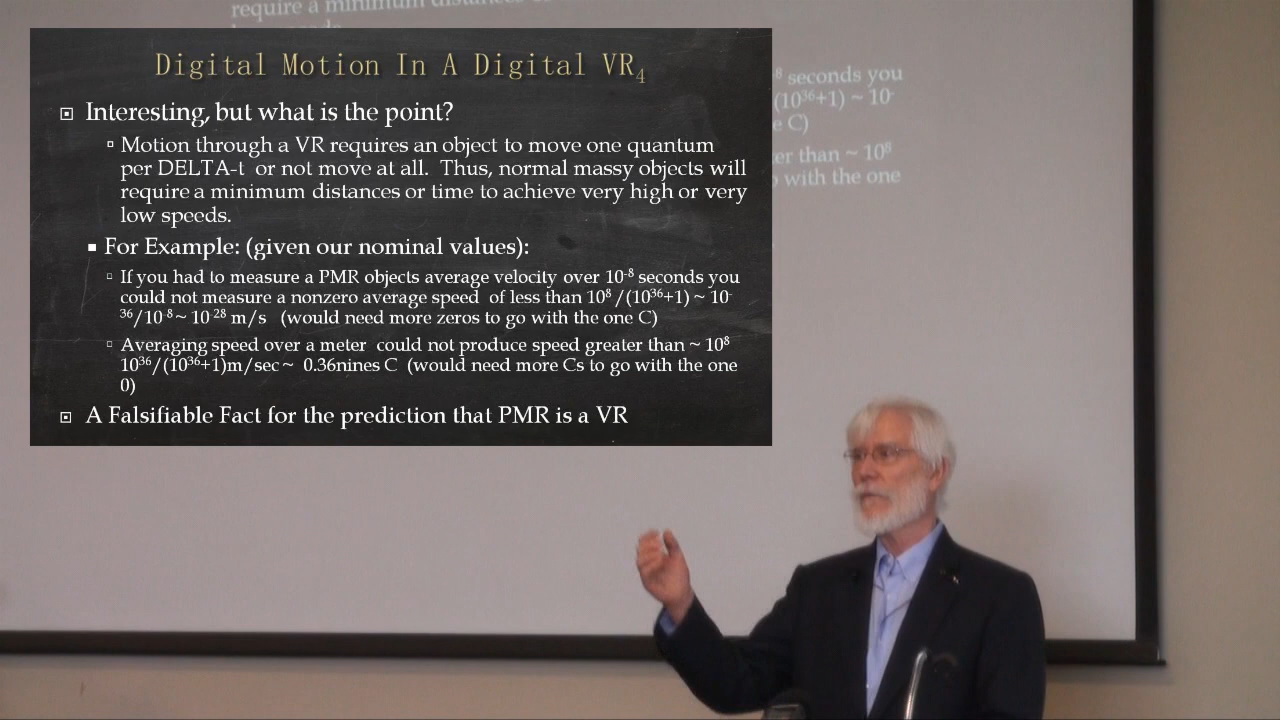 require a minimum distances
Digital Motion In A Digital VR₄
Interesting, but what is the point?
Motion through a VR requires an object to move one quantum
per DELTA-t or not move at all. Thus, normal massy objects will
require a minimum distances or time to achieve very high or very
low speeds.
For Example: (given our nominal values):
If you had to measure a PMR objects average velocity over 10⁻⁸ seconds you
could not measure a nonzero average speed of less than 10⁸/(10³⁶+1) ~ 10⁻
³⁶/10⁻⁸ ~ 10⁻²⁸ m/s (would need more zeros to go with the one C)
Averaging speed over a meter could not produce speed greater than ~ 10⁸
10³⁶/(10³⁶+1)m/sec ~ 0.36nines C (would need more Cs to go with the one
0)
A Falsifiable Fact for the prediction that PMR is a VR
⁻⁸ seconds you
(10³⁶+1) ~ 10⁻
e C)
er than ~ 10⁸
with the one